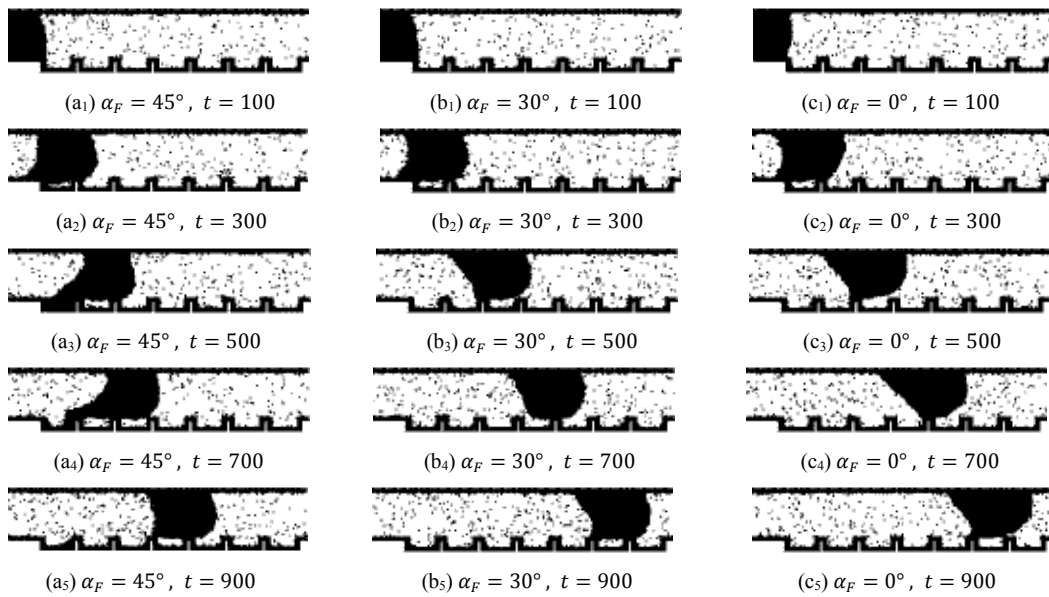 (a₁) α_F = 45°, t = 100 (b₁) α_F = 30°, t = 100 (c₁) α_F = 0°, t = 100
(a₂) α_F = 45°, t = 300 (b₂) α_F = 30°, t = 300 (c₂) α_F = 0°, t = 300
(a₃) α_F = 45°, t = 500 (b₃) α_F = 30°, t = 500 (c₃) α_F = 0°, t = 500
(a₄) α_F = 45°, t = 700 (b₄) α_F = 30°, t = 700 (c₄) α_F = 0°, t = 700
(a₅) α_F = 45°, t = 900 (b₅) α_F = 30°, t = 900 (c₅) α_F = 0°, t = 900